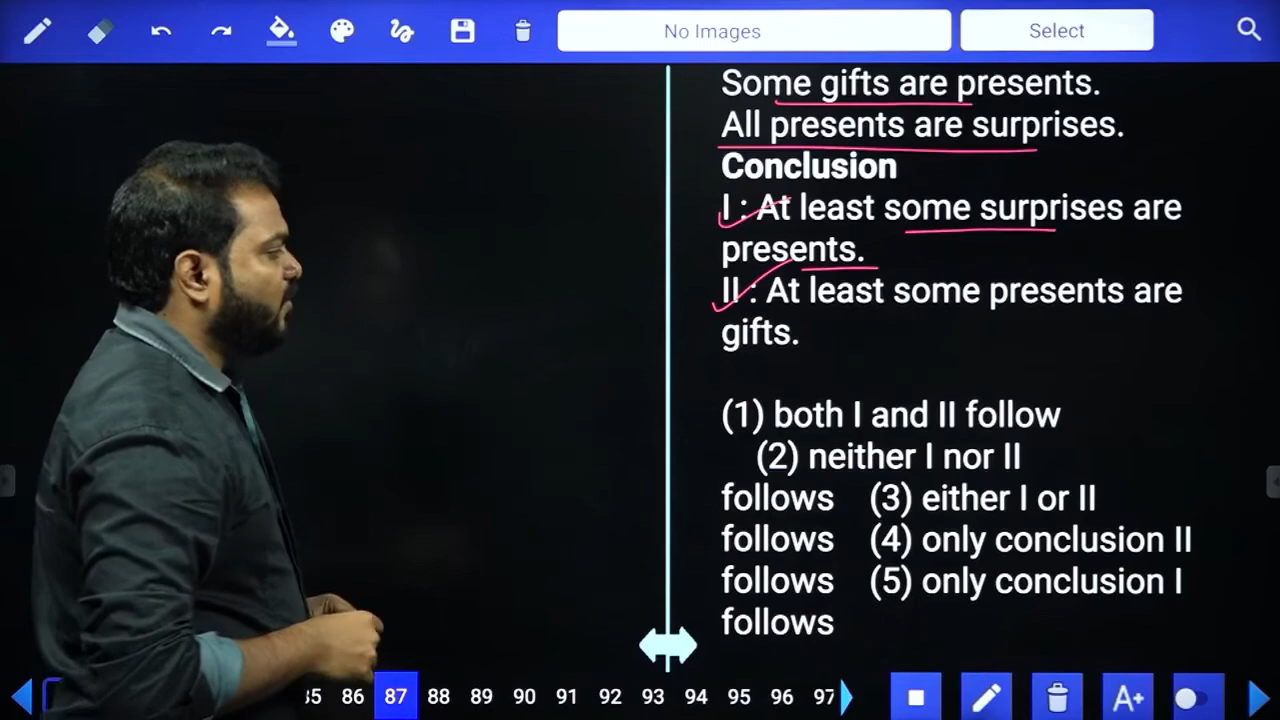 No Images
Select
Some gifts are presents.
All presents are surprises.
Conclusion
I : At least some surprises are
presents.
II : At least some presents are
gifts.
(1) both I and II follow
(2) neither I nor II
follows (3) either I or II
follows (4) only conclusion II
follows (5) only conclusion I
follows
86 87 88 89 90 91 92 93 94 95 96 97
A+